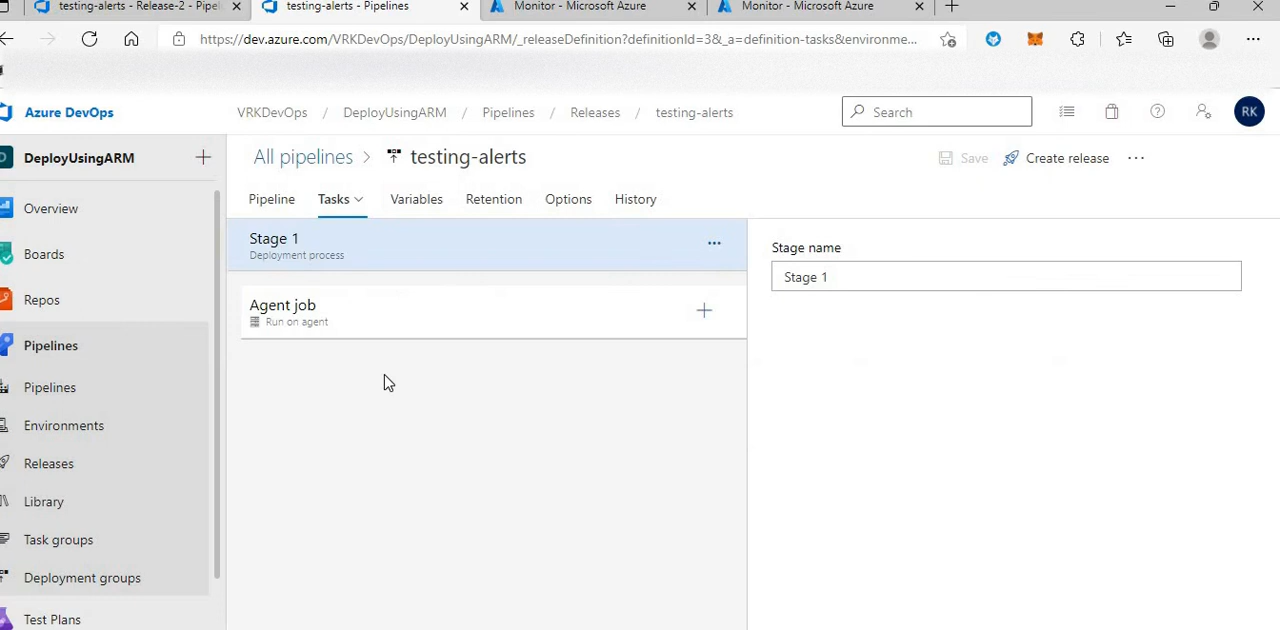 testing-alerts - Release-2 - Pipel
testing-alerts - Pipelines
Monitor - Microsoft Azure
Monitor - Microsoft Azure
https://dev.azure.com/VRKDevOps/DeployUsingARM/_releaseDefinition?definitionId=3&_a=definition-tasks&environme...
Azure DevOps
VRKDevOps / DeployUsingARM / Pipelines / Releases / testing-alerts
Search
RK
DeployUsingARM
All pipelines > testing-alerts
Save
Create release
Pipeline Tasks Variables Retention Options History
Overview
Boards
Repos
Pipelines
Pipelines
Environments
Releases
Library
Task groups
Deployment groups
Test Plans
Stage 1
Deployment process
Agent job
Run on agent
Stage name
Stage 1